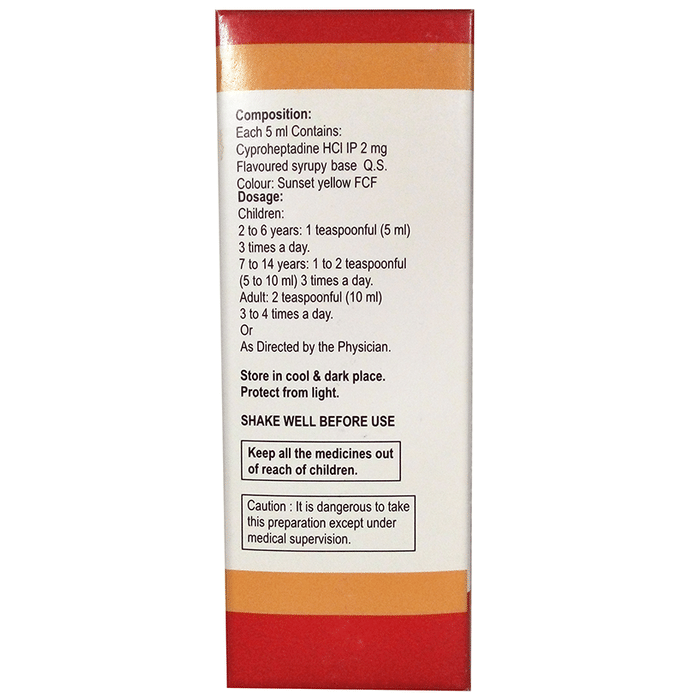 Composition:
Each 5 ml Contains:
Cyproheptadine HCl IP 2 mg
Flavoured syrupy base Q.S.
Colour: Sunset yellow FCF
Dosage:
Children:
2 to 6 years: 1 teaspoonful (5 ml)
3 times a day.
7 to 14 years: 1 to 2 teaspoonful
(5 to 10 ml) 3 times a day.
Adult: 2 teaspoonful (10 ml)
3 to 4 times a day.
Or
As Directed by the Physician.
Store in cool & dark place.
Protect from light.
SHAKE WELL BEFORE USE
Keep all the medicines out
of reach of children.
Caution : It is dangerous to take
this preparation except under
medical supervision.